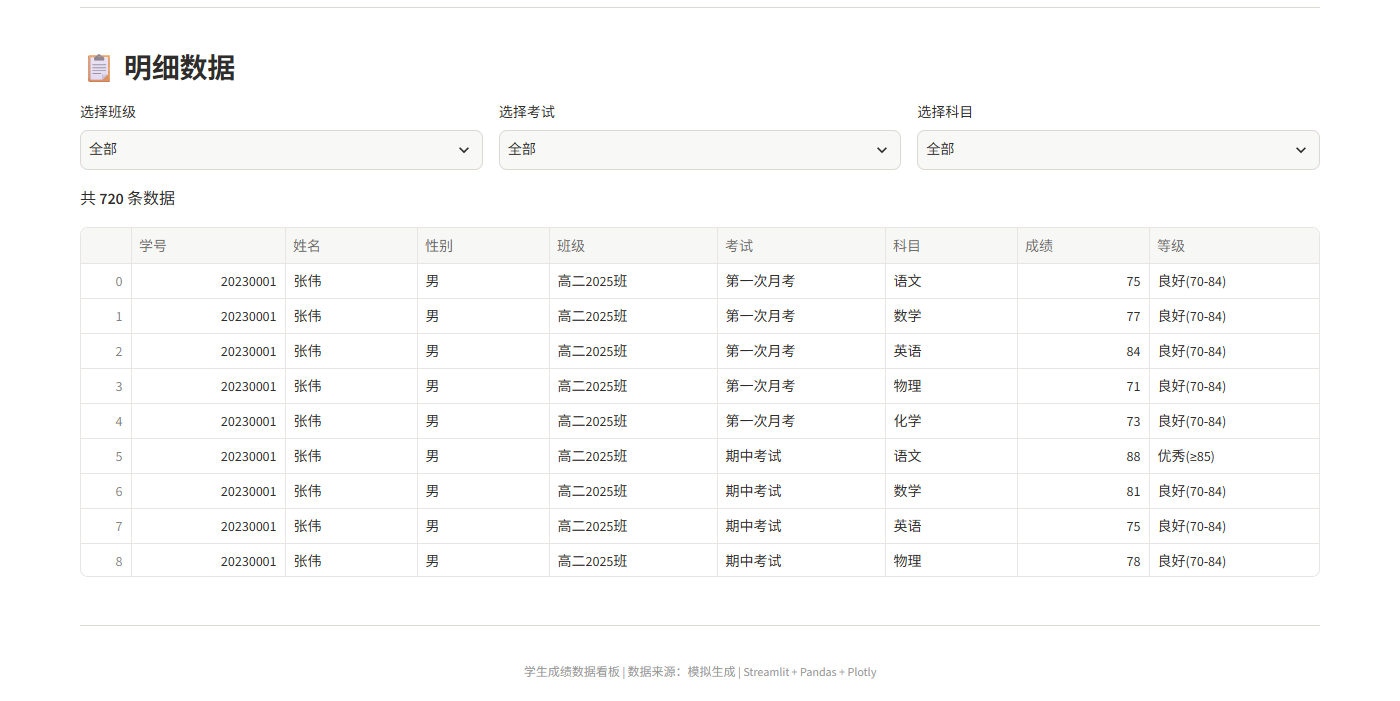 明细数据
选择班级 选择考试 选择科目
全部 全部 全部
共 720 条数据
学号 姓名 性别 班级 考试 科目 成绩 等级
0 20230001 张伟 男 高二2025班 第一次月考 语文 75 良好(70-84)
1 20230001 张伟 男 高二2025班 第一次月考 数学 77 良好(70-84)
2 20230001 张伟 男 高二2025班 第一次月考 英语 84 良好(70-84)
3 20230001 张伟 男 高二2025班 第一次月考 物理 71 良好(70-84)
4 20230001 张伟 男 高二2025班 第一次月考 化学 73 良好(70-84)
5 20230001 张伟 男 高二2025班 期中考试 语文 88 优秀(≥85)
6 20230001 张伟 男 高二2025班 期中考试 数学 81 良好(70-84)
7 20230001 张伟 男 高二2025班 期中考试 英语 75 良好(70-84)
8 20230001 张伟 男 高二2025班 期中考试 物理 78 良好(70-84)
学生成绩数据看板 | 数据来源：模拟生成 | Streamlit + Pandas + Plotly